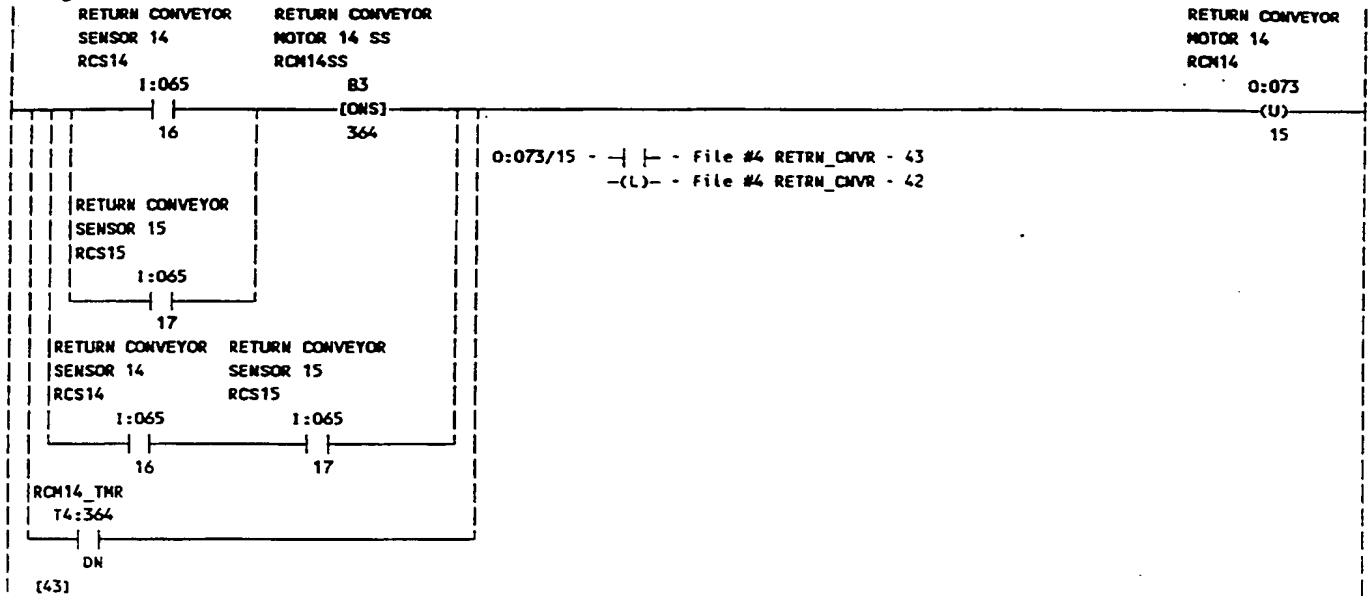 RETURN CONVEYOR RETURN CONVEYOR RETURN CONVEYOR
SENSOR 14 MOTOR 14 SS MOTOR 14
RCS14 RCM14SS RCM14
I:065 B3 O:073
[ONS] (U)
16 364 15
O:073/15 - -| |- - File #4 RETRN_CNVR - 43
-(L)- - File #4 RETRN_CNVR - 42
RETURN CONVEYOR
SENSOR 15
RCS15
I:065
17
RETURN CONVEYOR RETURN CONVEYOR
SENSOR 14 SENSOR 15
RCS14 RCS15
I:065 I:065
16 17
RCM14_TMR
T4:364
DN
[43]